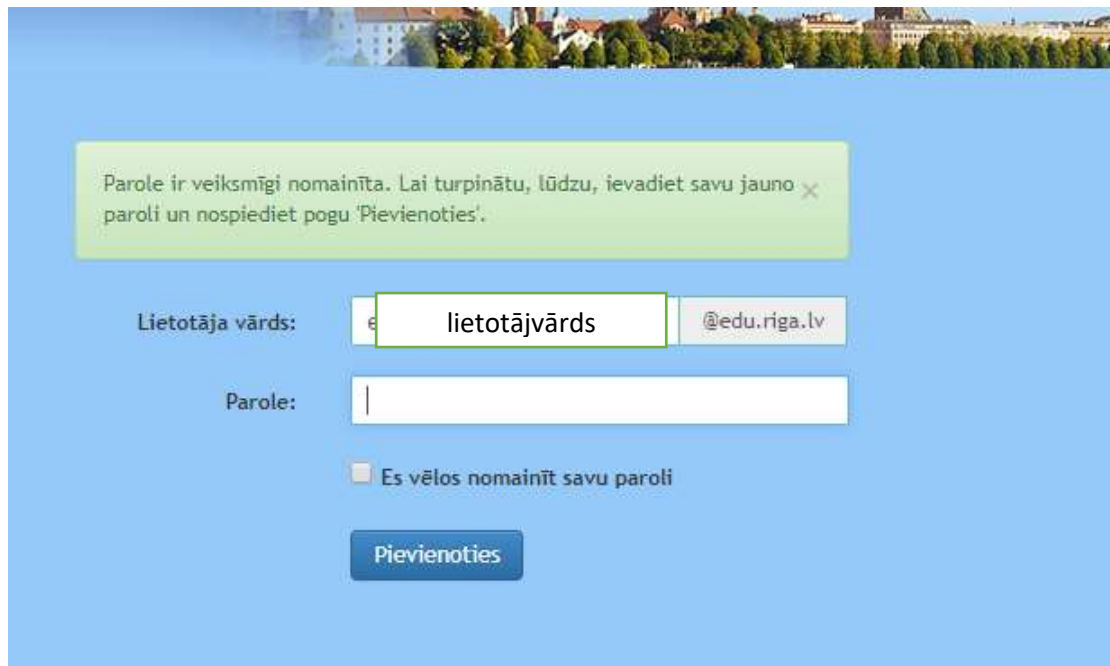 Parole ir veiksmīgi nomainīta. Lai turpinātu, lūdzu, ievadiet savu jauno ×
paroli un nospiediet pogu 'Pievienoties'.
Lietotāja vārds: e lietotājvārds @edu.riga.lv
Parole:
Es vēlos nomainīt savu paroli
Pievienoties